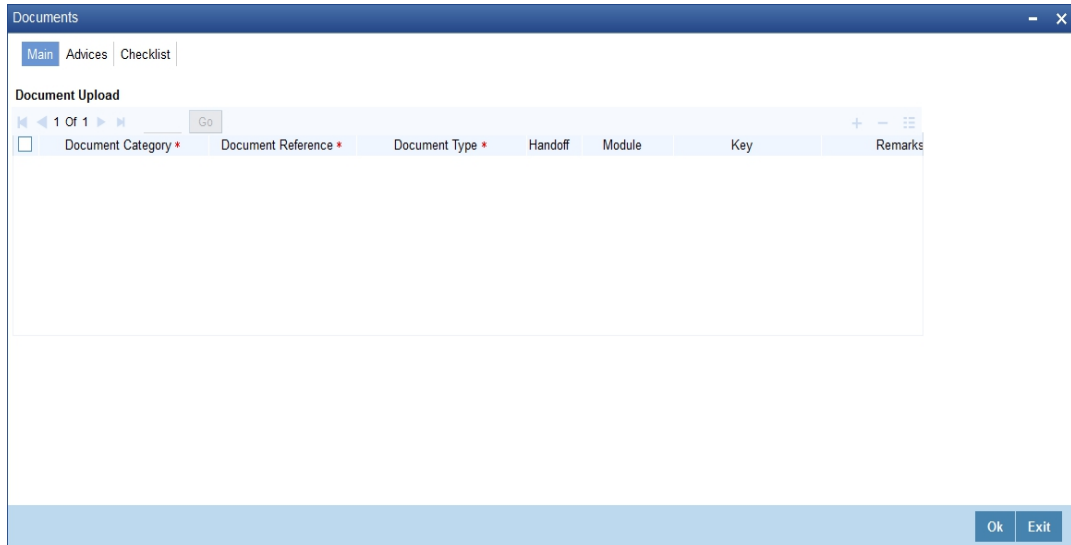 Documents
Main Advices Checklist
Document Upload
1 Of 1 Go
Document Category * Document Reference * Document Type * Handoff Module Key Remarks
Ok Exit